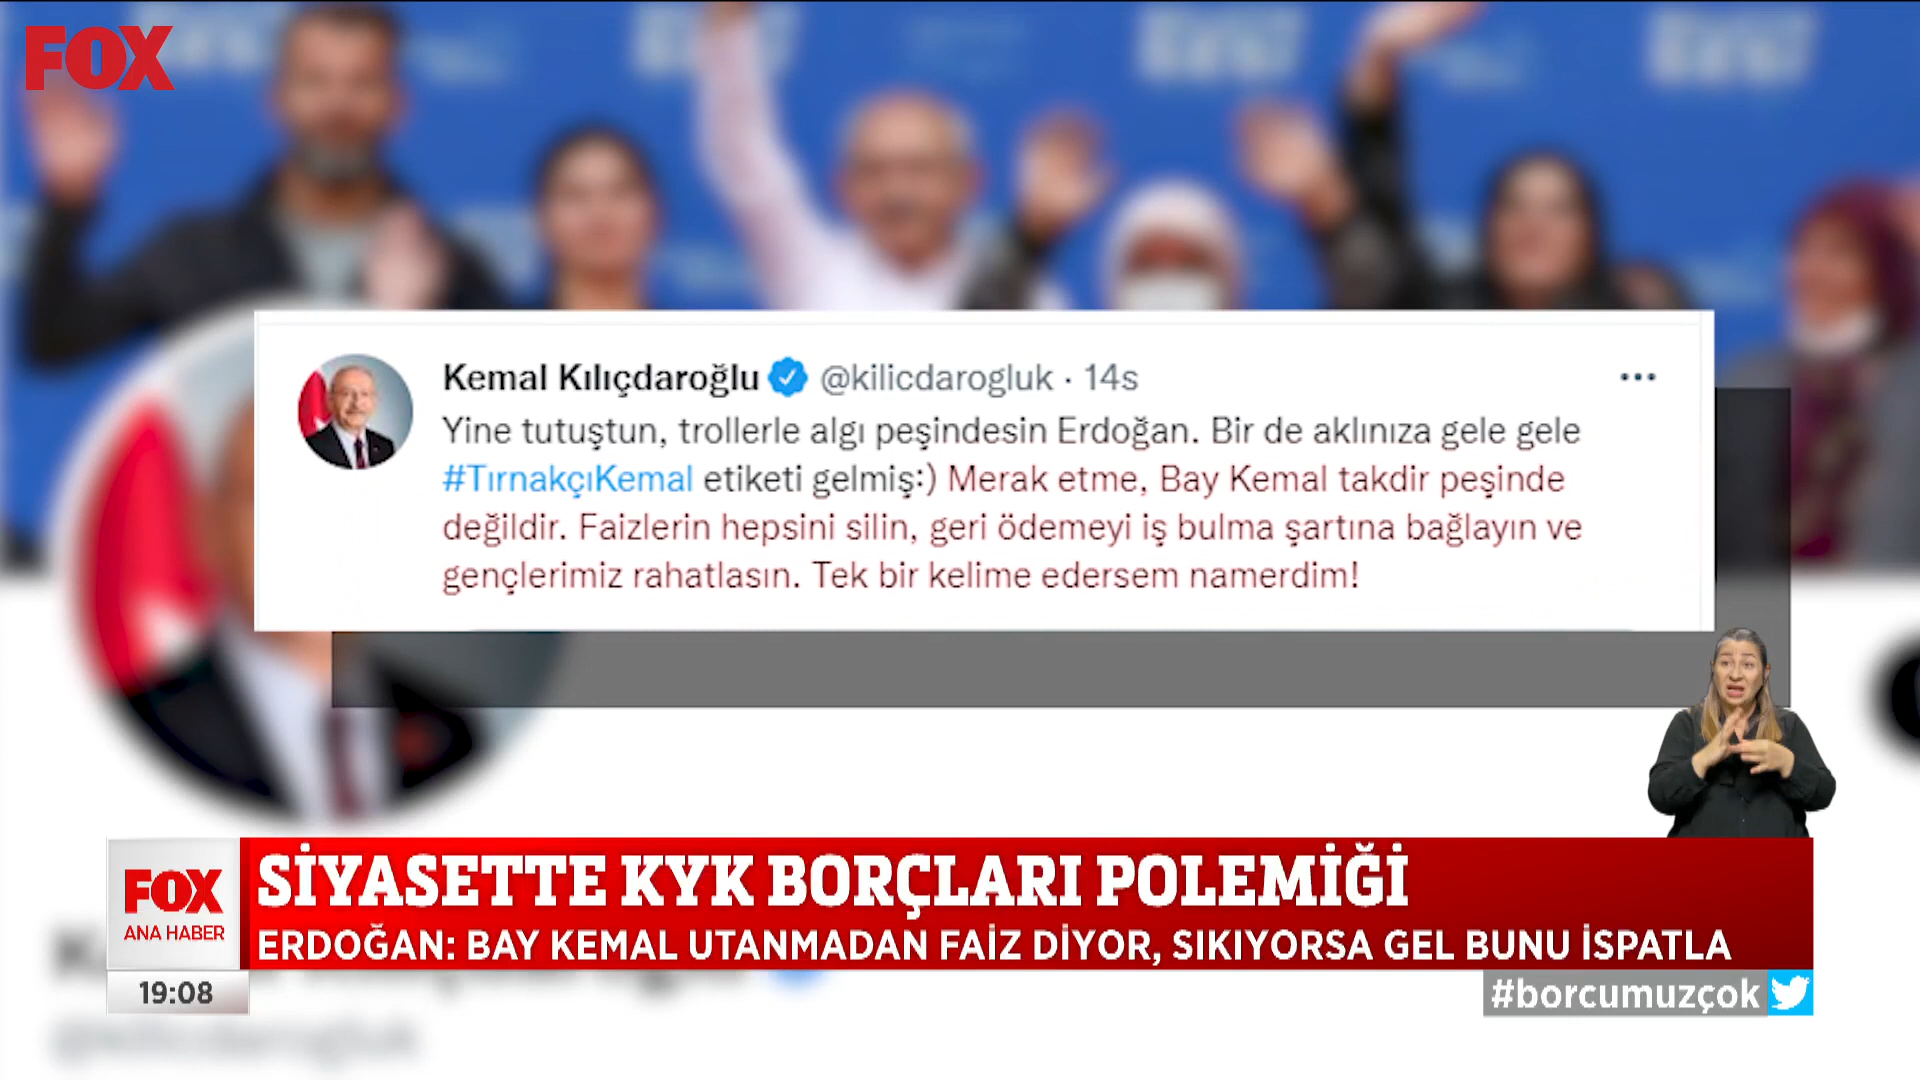 FOX
Kemal Kılıçdaroğlu @kilicdarogluk · 14s
Yine tutuştun, trollerle algı peşindesin Erdoğan. Bir de aklınıza gele gele
#TırnakçıKemal etiketi gelmiş:) Merak etme, Bay Kemal takdir peşinde
değildir. Faizlerin hepsini silin, geri ödemeyi iş bulma şartına bağlayın ve
gençlerimiz rahatlasın. Tek bir kelime edersem namerdim!
FOX
ANA HABER
SİYASETTE KYK BORÇLARI POLEMİĞİ
ERDOĞAN: BAY KEMAL UTANMADAN FAİZ DİYOR, SIKIYORSA GEL BUNU İSPATLA
19:08
#borcumuzçok